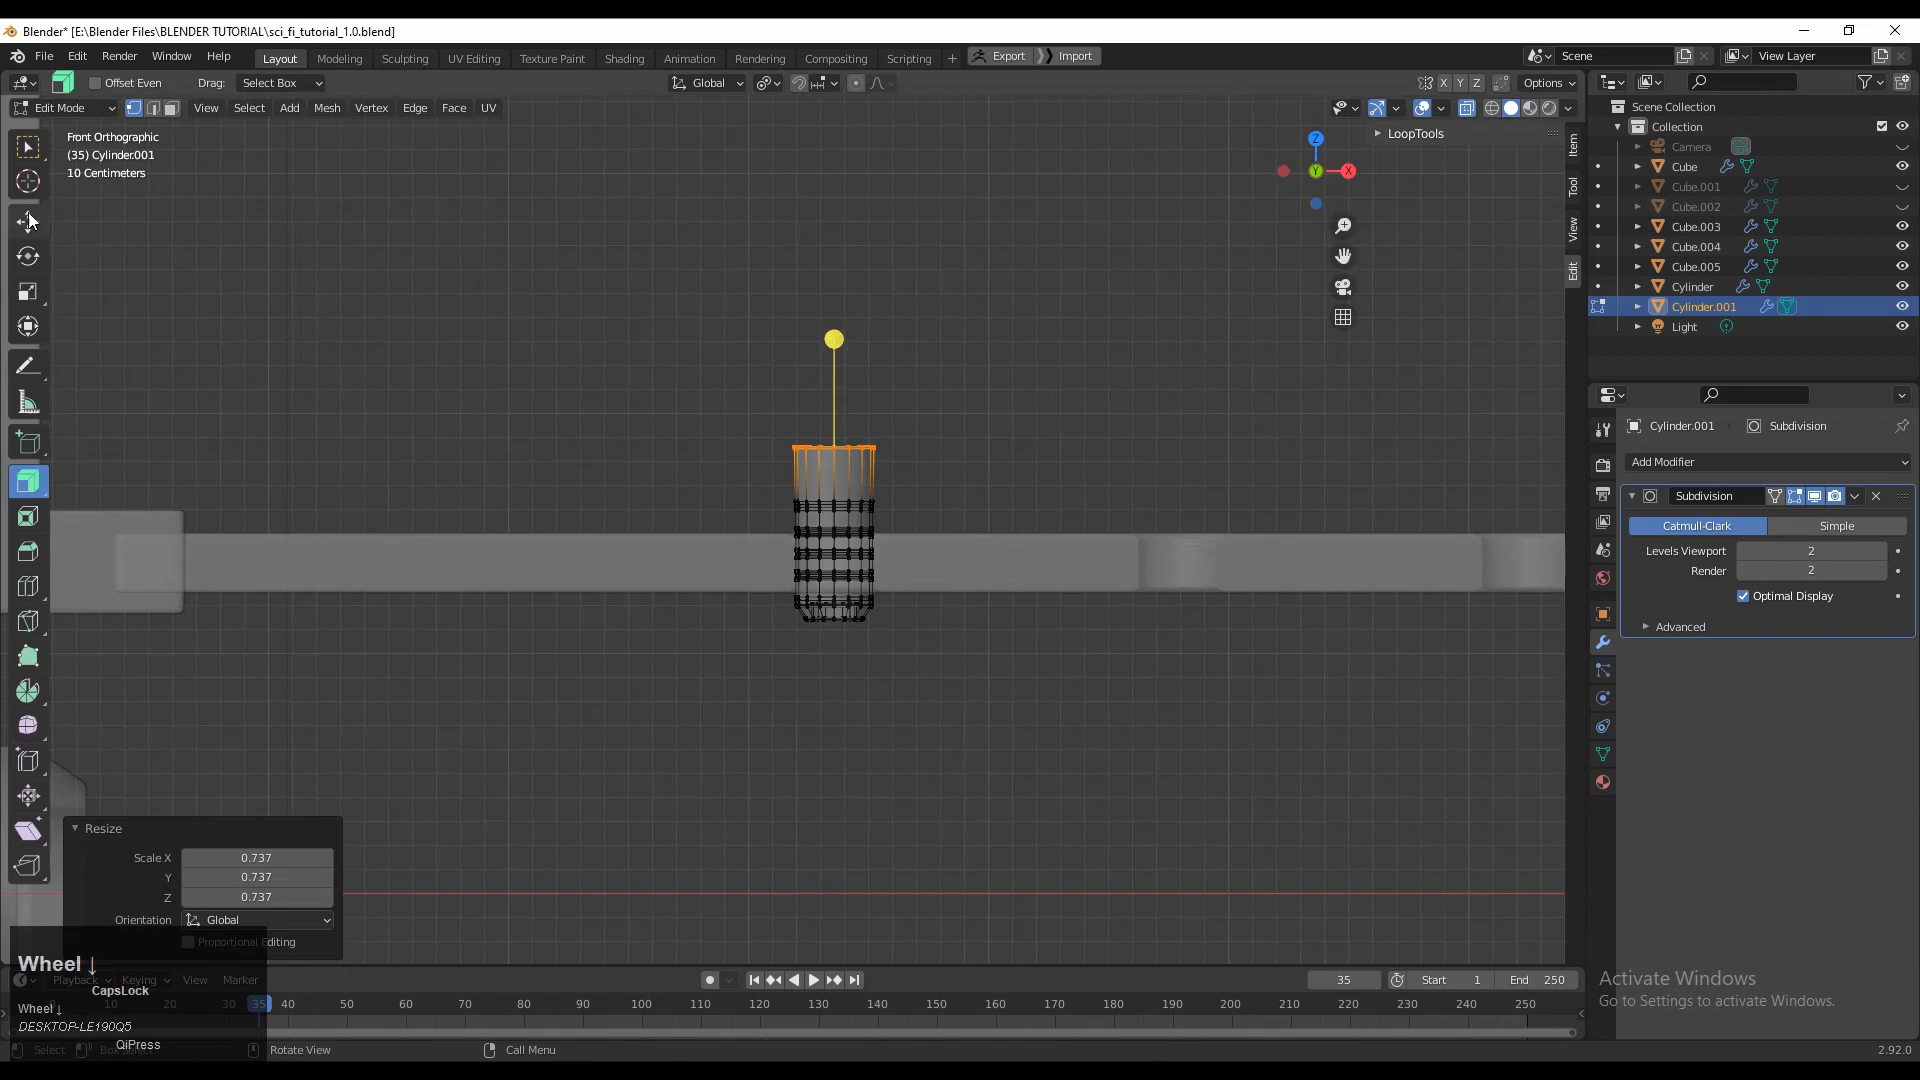 Blender* [E:\Blender Files\BLENDER TUTORIAL\sci_fi_tutorial_1.0.blend]
File Edit Render Window Help Layout Modeling Sculpting UV Editing Texture Paint Shading Animation Rendering Compositing Scripting + Export Import Scene View Layer
Offset Even Drag: Select Box Global X Y Z Options
Edit Mode View Select Add Mesh Vertex Edge Face UV
Front Orthographic
(35) Cylinder.001
10 Centimeters
LoopTools
Z
X
Y
Item
Tool
View
Edit
Scene Collection
Collection
Camera
Cube
Cube.001
Cube.002
Cube.003
Cube.004
Cube.005
Cylinder
Cylinder.001
Light
Cylinder.001 Subdivision
Add Modifier
Subdivision
Catmull-Clark Simple
Levels Viewport 2
Render 2
Optimal Display
Advanced
Resize
Scale X 0.737
Y 0.737
Z 0.737
Orientation Global
Proportional Editing
Wheel ↓
CapsLock
Wheel ↓
DESKTOP-LE190Q5
QiPress
Playback Keying View Marker 35 Start 1 End 250
10 20 30 35 40 50 60 70 80 90 100 110 120 130 140 150 160 170 180 190 200 210 220 230 240 250
Select Box Select Rotate View Call Menu 2.92.0
Activate Windows
Go to Settings to activate Windows.